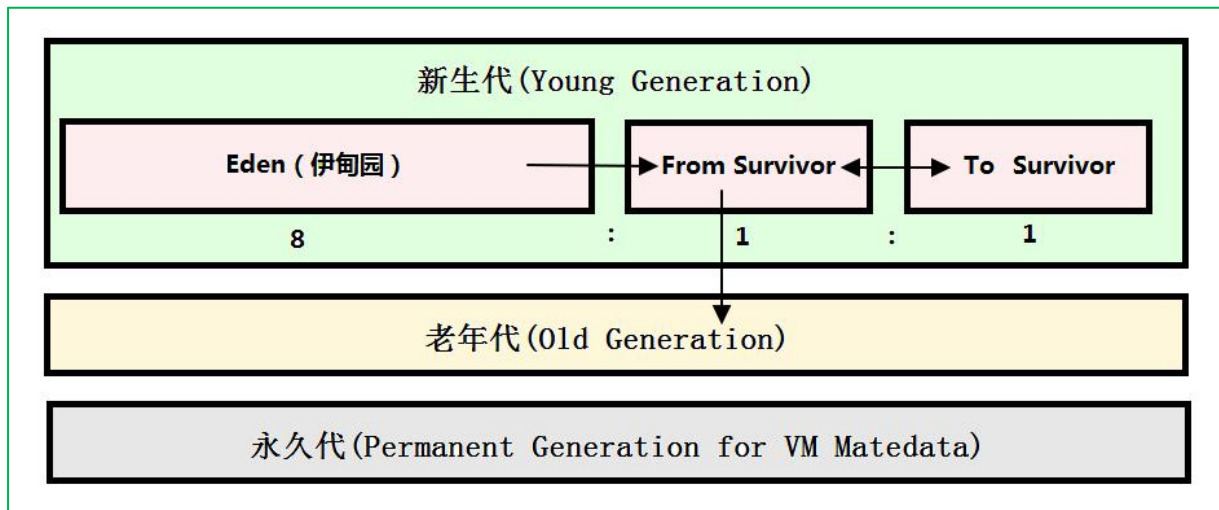 新生代(Young Generation)
Eden（伊甸园）
From Survivor
To Survivor
8 : 1 : 1
老年代(Old Generation)
永久代(Permanent Generation for VM Matedata)